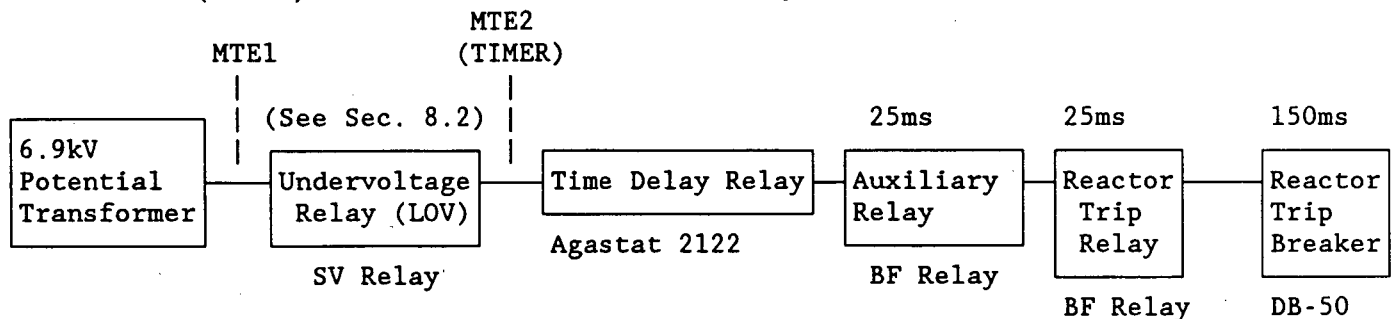 MTE1
MTE2
(TIMER)
(See Sec. 8.2)
25ms
25ms
150ms
6.9kV
Potential
Transformer
Undervoltage
Relay (LOV)
Time Delay Relay
Auxiliary
Relay
Reactor
Trip
Relay
Reactor
Trip
Breaker
SV Relay
Agastat 2122
BF Relay
BF Relay
DB-50